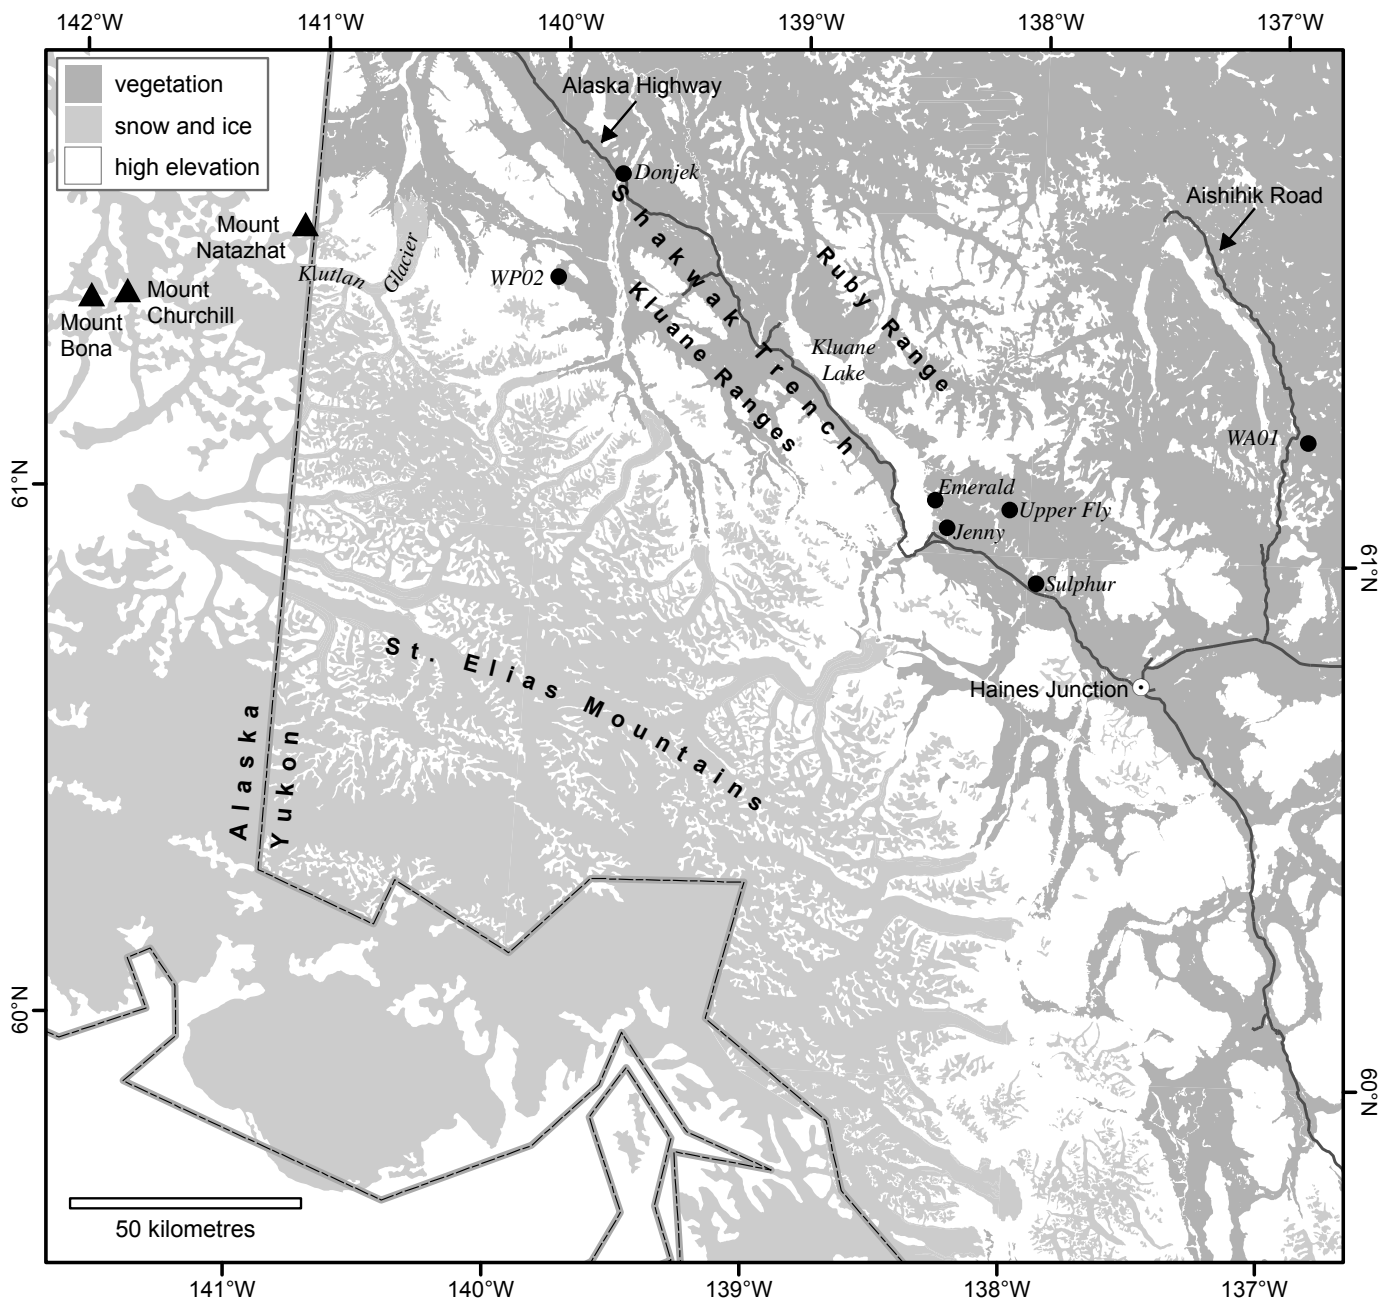 142°W 141°W 140°W 139°W 138°W 137°W
vegetation
snow and ice
high elevation
Alaska Highway
Donjek
Aishihik Road
Mount
Natazhat
Klutlan
Glacier
WP02
Shakwak Trench
Ruby Range
Kluane Ranges
Mount
Churchill
Mount
Bona
Kluane
Lake
WA01
61°N
Emerald
Upper Fly
Jenny
61°N
Sulphur
St. Elias Mountains
Haines Junction
Alaska
Yukon
60°N
60°N
50 kilometres
141°W 140°W 139°W 138°W 137°W